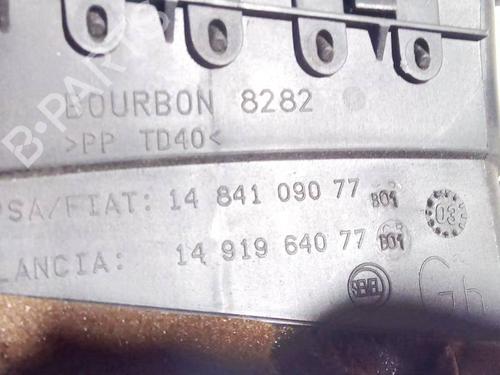 BOURBON 8282
>PP TD40<
PSA/FIAT: 14 841 090 77 B01 03
LANCIA: 14 919 640 77 B01
SEVEL
B-PARTS